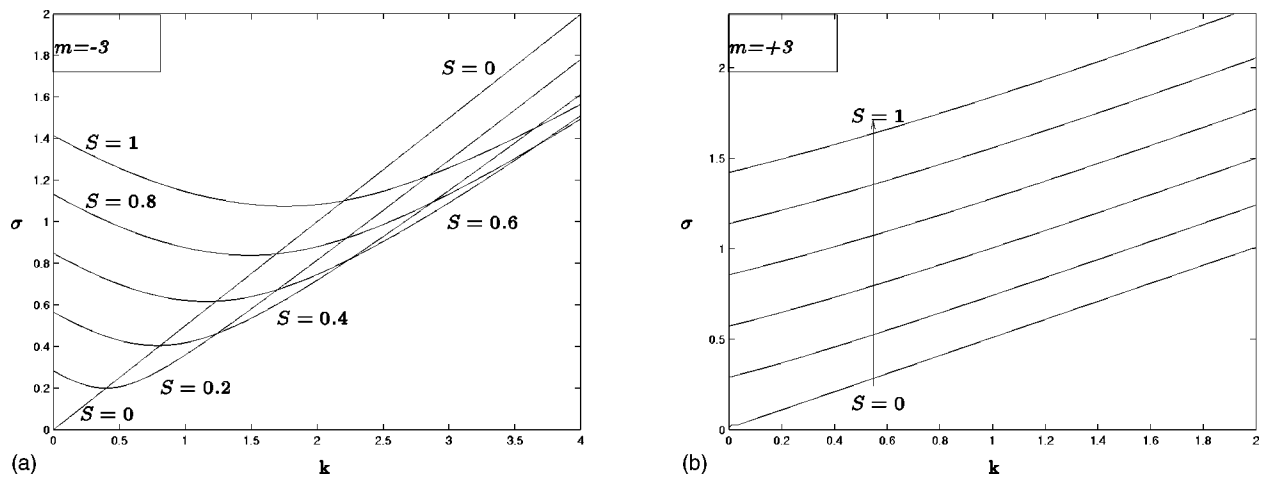 m=-3
2
1.8
1.6
1.4
1.2
1
0.8
0.6
0.4
0.2
0
σ
S = 0
S = 1
S = 0.8
S = 0.6
S = 0.4
S = 0.2
S = 0
0 0.5 1 1.5 2 2.5 3 3.5 4
(a) k
m=+3
2
1.5
1
0.5
0
σ
S = 1
S = 0
0 0.2 0.4 0.6 0.8 1 1.2 1.4 1.6 1.8 2
(b) k